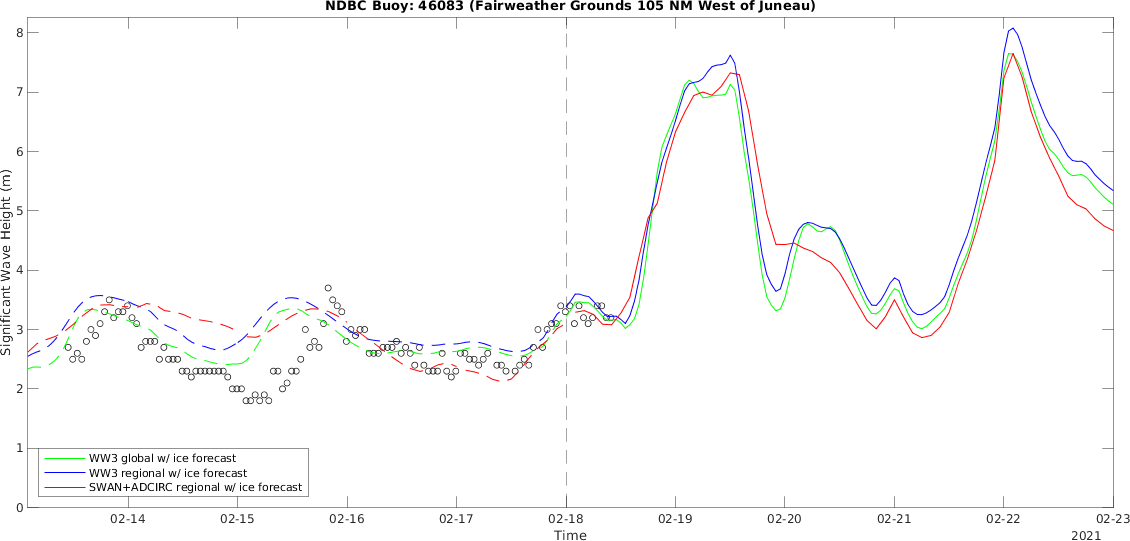 NDBC Buoy: 46083 (Fairweather Grounds 105 NM West of Juneau)
Significant Wave Height (m)
8
7
6
5
4
3
2
1
0
WW3 global w/ ice forecast
WW3 regional w/ ice forecast
SWAN+ADCIRC regional w/ ice forecast
02-14 02-15 02-16 02-17 02-18 02-19 02-20 02-21 02-22 02-23
Time
2021